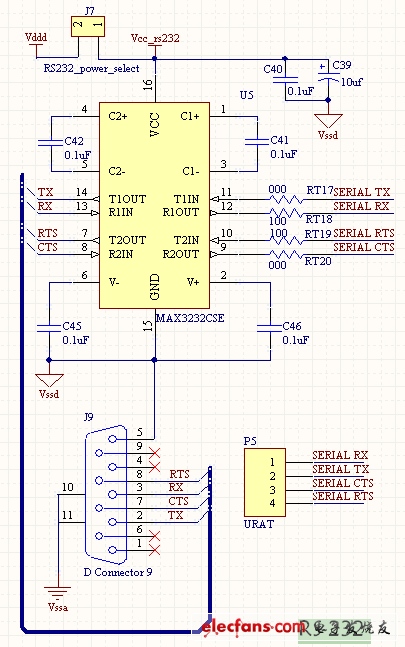 J7
Vddd
2
1
Vcc_rs232
RS232_power_select
16
C40
0.1uF
C39
10uf
U5
Vssd
4
C2+
VCC
C1+
1
C42
0.1uF
C41
0.1uF
5
C2-
C1-
3
TX
14
T1OUT
T1IN
11
000
RT17
SERIAL TX
RX
13
R1IN
R1OUT
12
100
RT18
SERIAL RX
RTS
7
T2OUT
T2IN
10
100
RT19
SERIAL RTS
CTS
8
R2IN
R2OUT
9
000
RT20
SERIAL CTS
6
V-
GND
V+
2
C45
0.1uF
15
MAX3232CSE
C46
0.1uF
Vssd
J9
5
9
4
8
RTS
3
RX
7
CTS
2
TX
6
1
10
11
D Connector 9
Vssa
P5
1
SERIAL RX
2
SERIAL TX
3
SERIAL CTS
4
SERIAL RTS
URAT
elecfans.com
RS 232